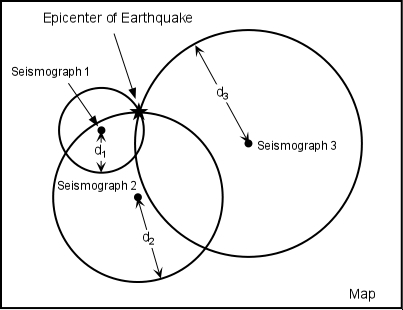 Epicenter of Earthquake
Seismograph 1
d3
d1
Seismograph 3
Seismograph 2
d2
Map